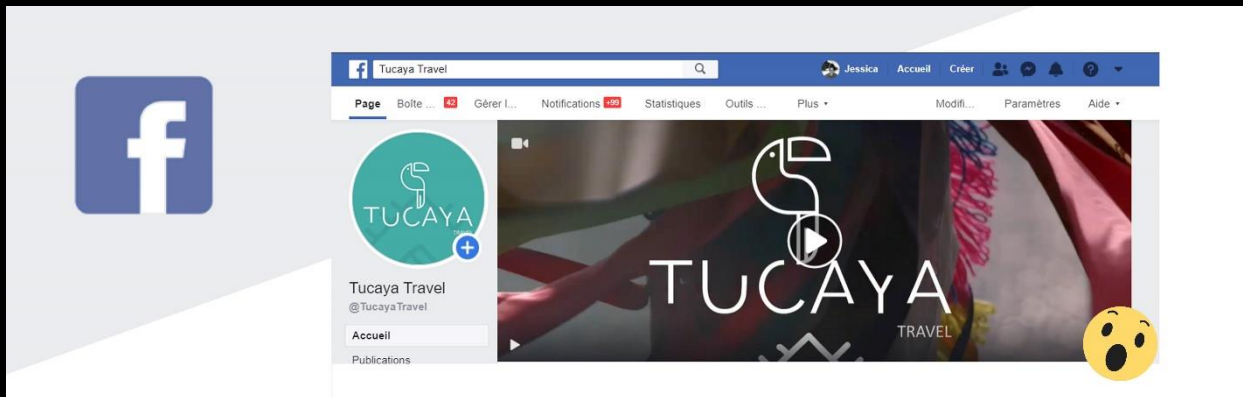 Tucaya Travel
Jessica Accueil Créer
Page Boîte ... 42 Gérer l... Notifications +99 Statistiques Outils ... Plus Modifi... Paramètres Aide
TUCAYA
TRAVEL
TUCAYA
TRAVEL
Tucaya Travel
@TucayaTravel
Accueil
Publications